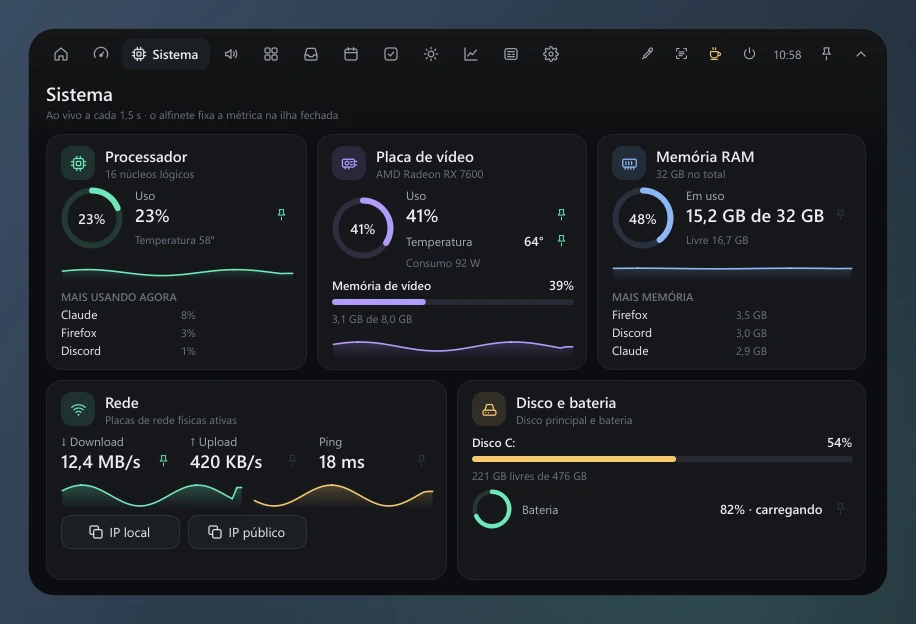 Sistema
10:58
Sistema
Ao vivo a cada 1,5 s · o alfinete fixa a métrica na ilha fechada
Processador
16 núcleos lógicos
23%
Uso
23%
Temperatura 58°
MAIS USANDO AGORA
Claude 8%
Firefox 3%
Discord 1%
Placa de vídeo
AMD Radeon RX 7600
41%
Uso
41%
Temperatura 64°
Consumo 92 W
Memória de vídeo 39%
3,1 GB de 8,0 GB
Memória RAM
32 GB no total
48%
Em uso
15,2 GB de 32 GB
Livre 16,7 GB
MAIS MEMÓRIA
Firefox 3,5 GB
Discord 3,0 GB
Claude 2,9 GB
Rede
Placas de rede físicas ativas
↓ Download ↑ Upload Ping
12,4 MB/s 420 KB/s 18 ms
IP local IP público
Disco e bateria
Disco principal e bateria
Disco C: 54%
221 GB livres de 476 GB
Bateria 82% · carregando